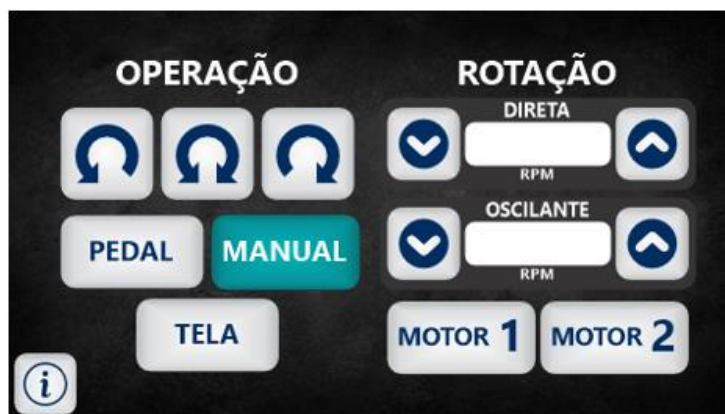 OPERAÇÃO
PEDAL
MANUAL
TELA
i
ROTAÇÃO
DIRETA
RPM
OSCILANTE
RPM
MOTOR 1
MOTOR 2